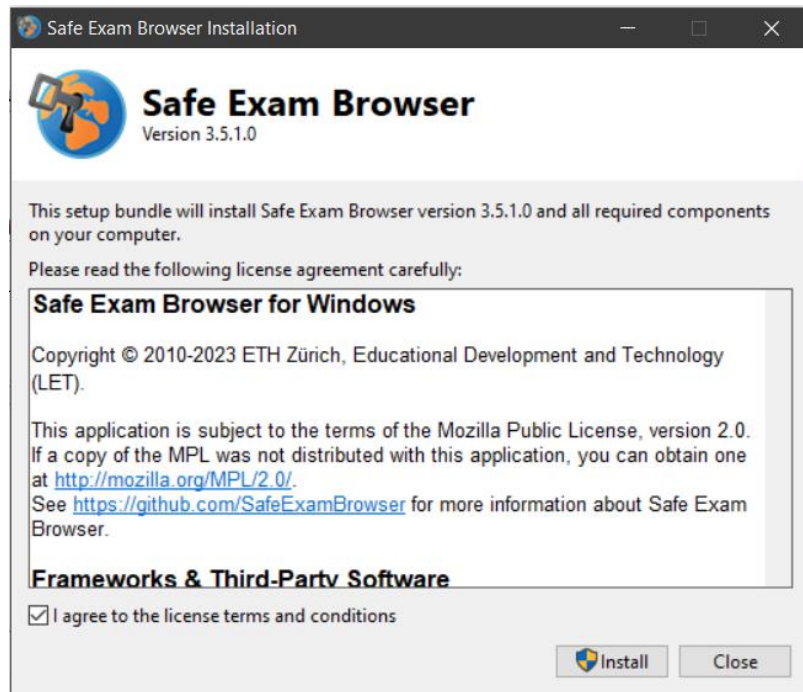 Safe Exam Browser Installation
Safe Exam Browser
Version 3.5.1.0
This setup bundle will install Safe Exam Browser version 3.5.1.0 and all required components
on your computer.
Please read the following license agreement carefully:
Safe Exam Browser for Windows
Copyright © 2010-2023 ETH Zürich, Educational Development and Technology
(LET).
This application is subject to the terms of the Mozilla Public License, version 2.0.
If a copy of the MPL was not distributed with this application, you can obtain one
at http://mozilla.org/MPL/2.0/.
See https://github.com/SafeExamBrowser for more information about Safe Exam
Browser.
Frameworks & Third-Party Software
I agree to the license terms and conditions
Install Close